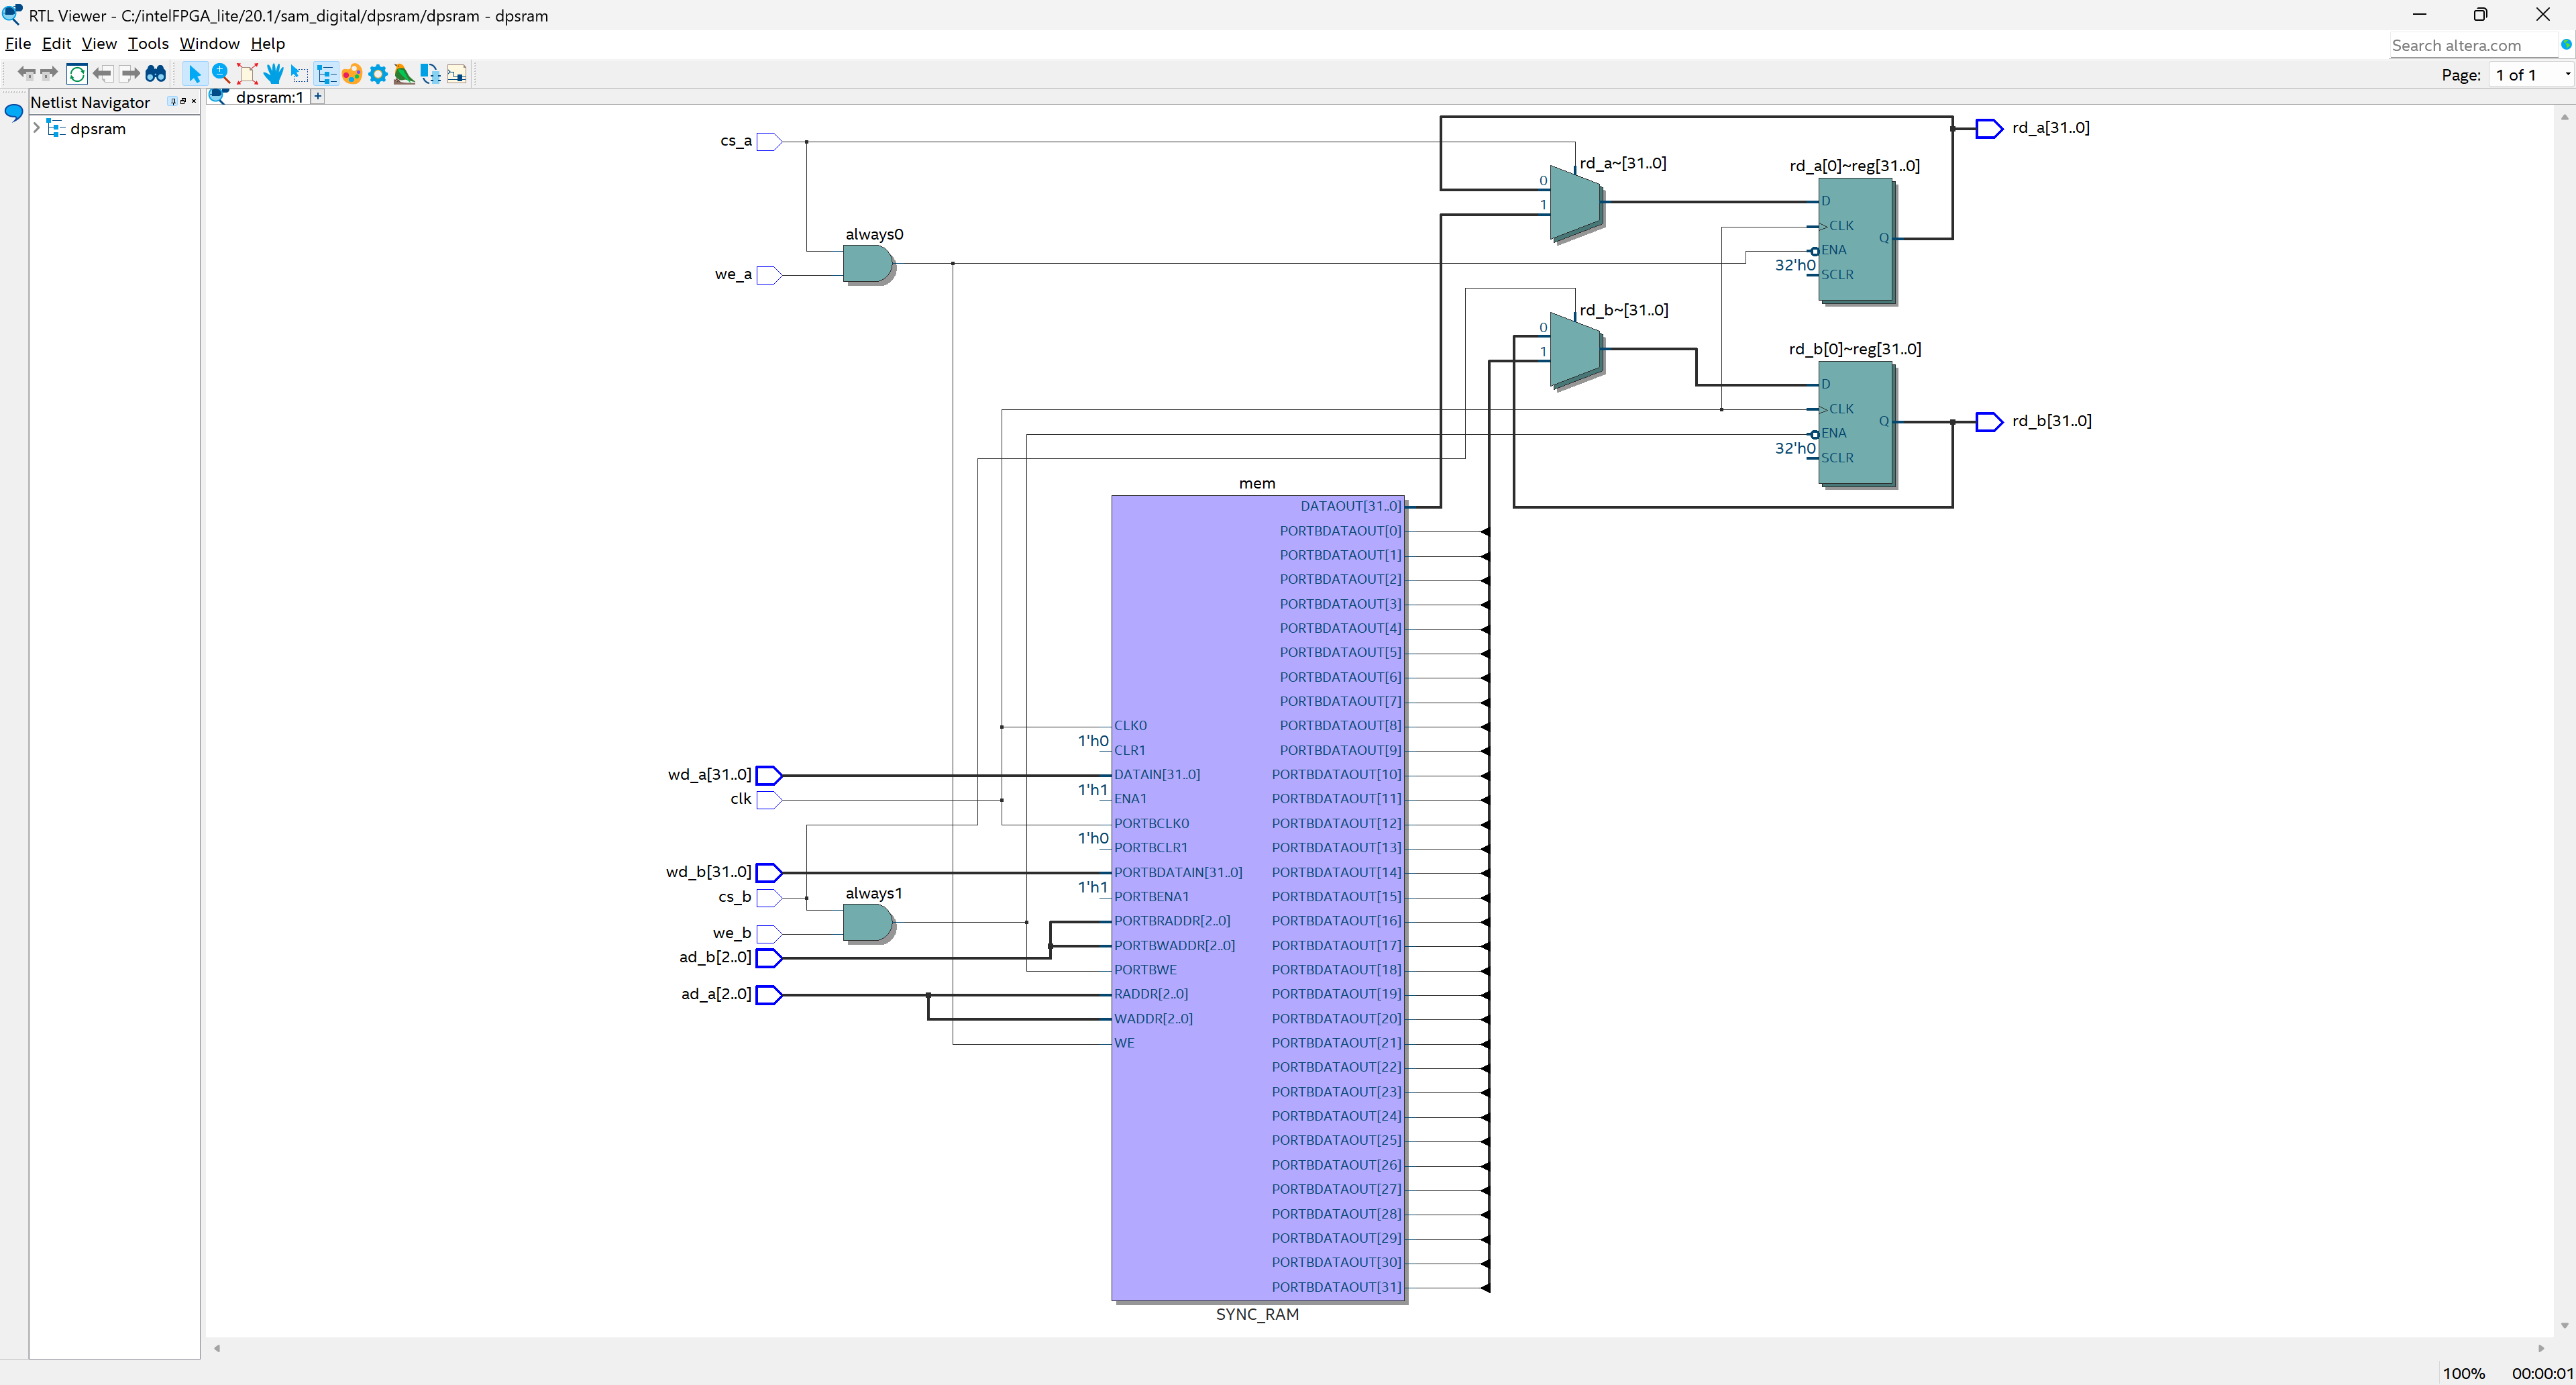 RTL Viewer - C:/intelFPGA_lite/20.1/sam_digital/dpsram/dpsram - dpsram
File Edit View Tools Window Help
Search altera.com
Page: 1 of 1
Netlist Navigator
dpsram
dpsram:1
cs_a
we_a
always0
rd_a~[31..0]
0
1
rd_a[0]~reg[31..0]
D
CLK
ENA
32'h0
SCLR
Q
rd_a[31..0]
rd_b~[31..0]
0
1
rd_b[0]~reg[31..0]
D
CLK
ENA
32'h0
SCLR
Q
rd_b[31..0]
mem
DATAOUT[31..0]
PORTBDATAOUT[0]
PORTBDATAOUT[1]
PORTBDATAOUT[2]
PORTBDATAOUT[3]
PORTBDATAOUT[4]
PORTBDATAOUT[5]
PORTBDATAOUT[6]
PORTBDATAOUT[7]
PORTBDATAOUT[8]
PORTBDATAOUT[9]
PORTBDATAOUT[10]
PORTBDATAOUT[11]
PORTBDATAOUT[12]
PORTBDATAOUT[13]
PORTBDATAOUT[14]
PORTBDATAOUT[15]
PORTBDATAOUT[16]
PORTBDATAOUT[17]
PORTBDATAOUT[18]
PORTBDATAOUT[19]
PORTBDATAOUT[20]
PORTBDATAOUT[21]
PORTBDATAOUT[22]
PORTBDATAOUT[23]
PORTBDATAOUT[24]
PORTBDATAOUT[25]
PORTBDATAOUT[26]
PORTBDATAOUT[27]
PORTBDATAOUT[28]
PORTBDATAOUT[29]
PORTBDATAOUT[30]
PORTBDATAOUT[31]
CLK0
1'h0
CLR1
DATAIN[31..0]
1'h1
ENA1
PORTBCLK0
1'h0
PORTBCLR1
PORTBDATAIN[31..0]
1'h1
PORTBENA1
PORTBRADDR[2..0]
PORTBWADDR[2..0]
PORTBWE
RADDR[2..0]
WADDR[2..0]
WE
SYNC_RAM
wd_a[31..0]
clk
wd_b[31..0]
cs_b
always1
we_b
ad_b[2..0]
ad_a[2..0]
100% 00:00:01